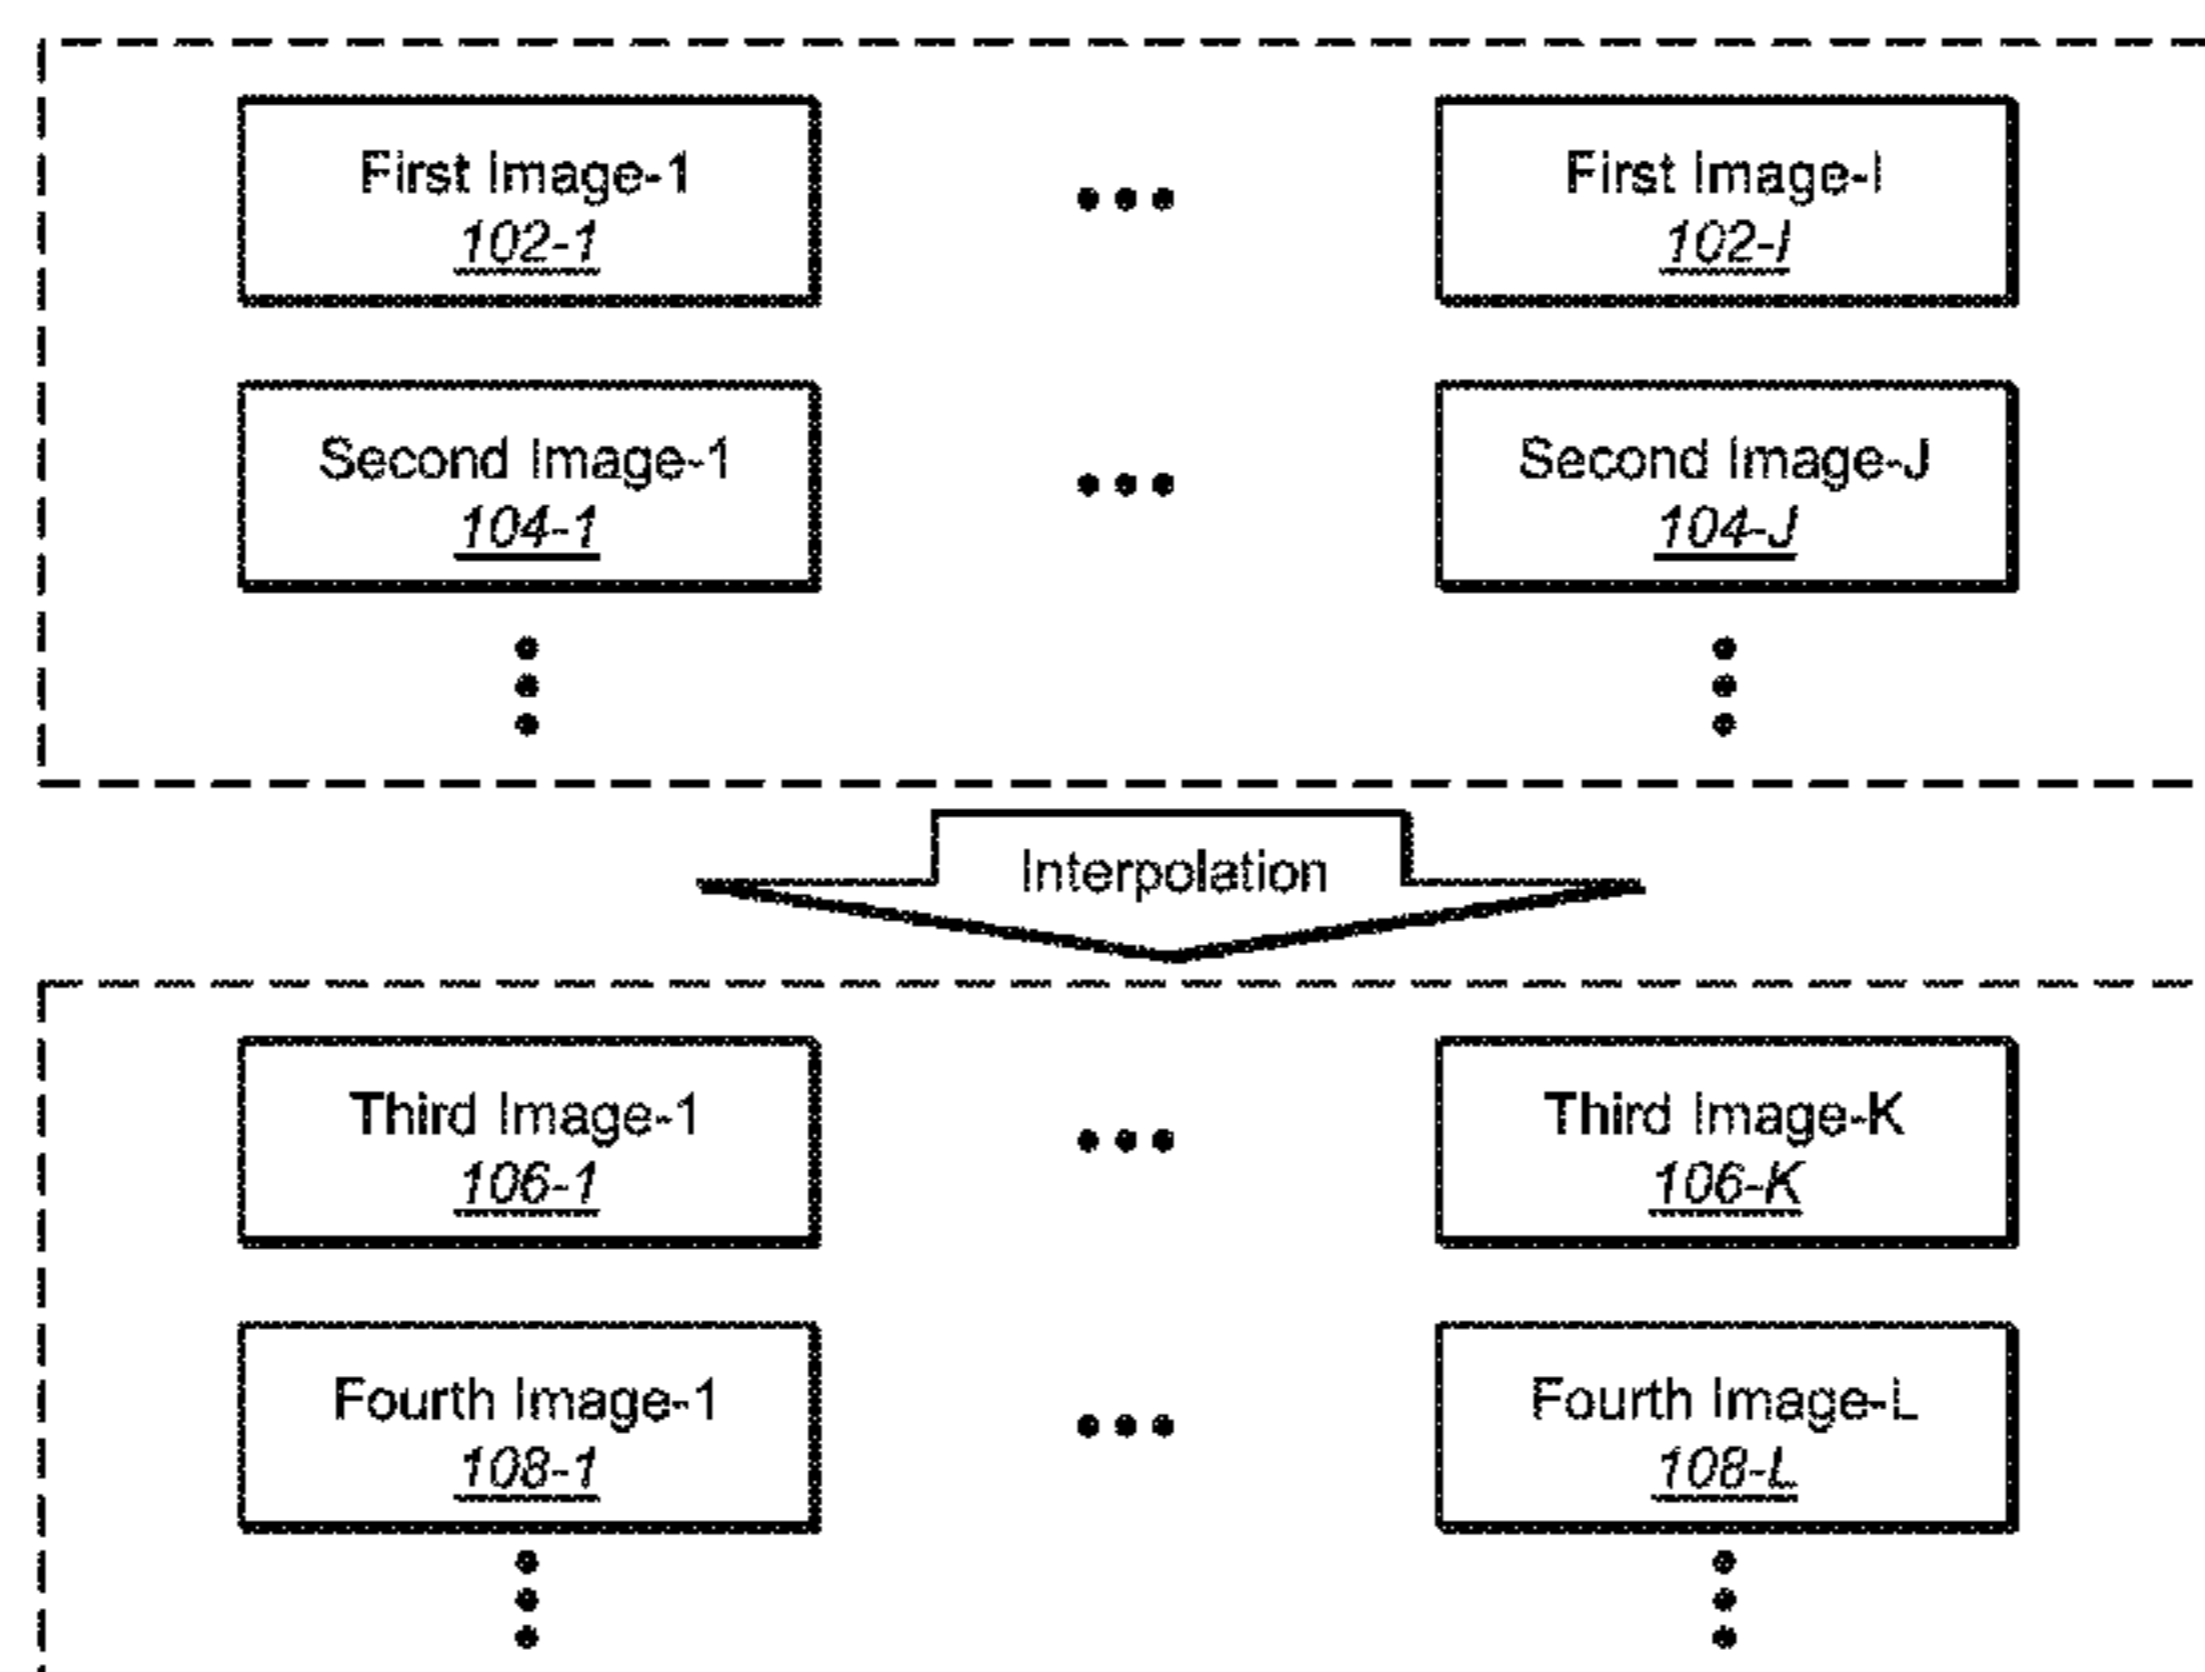 First Image-1
102-1
First Image-I
102-I
Second Image-1
104-1
Second Image-J
104-J
Interpolation
Third Image-1
106-1
Third Image-K
106-K
Fourth Image-1
108-1
Fourth Image-L
108-L